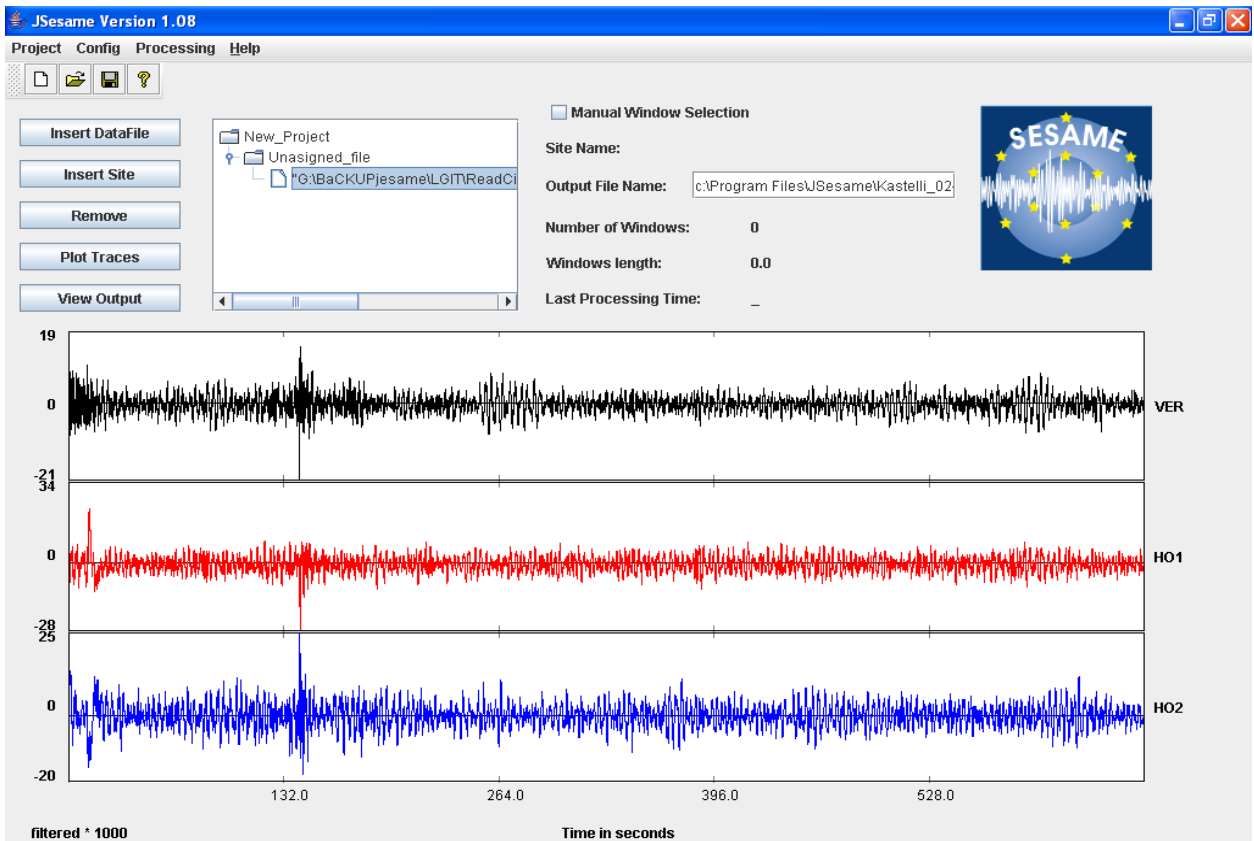 JSesame Version 1.08
Project Config Processing Help
Insert DataFile
Insert Site
Remove
Plot Traces
View Output
New_Project
Unasigned_file
"G:\BaCKUPjesame\LGIT\ReadCi
Manual Window Selection
Site Name:
Output File Name: c:\Program Files\JSesame\Kastelli_02-
Number of Windows: 0
Windows length: 0.0
Last Processing Time: _
SESAME
19
0
-21
VER
34
0
-28
HO1
25
0
-20
HO2
132.0 264.0 396.0 528.0
filtered * 1000 Time in seconds